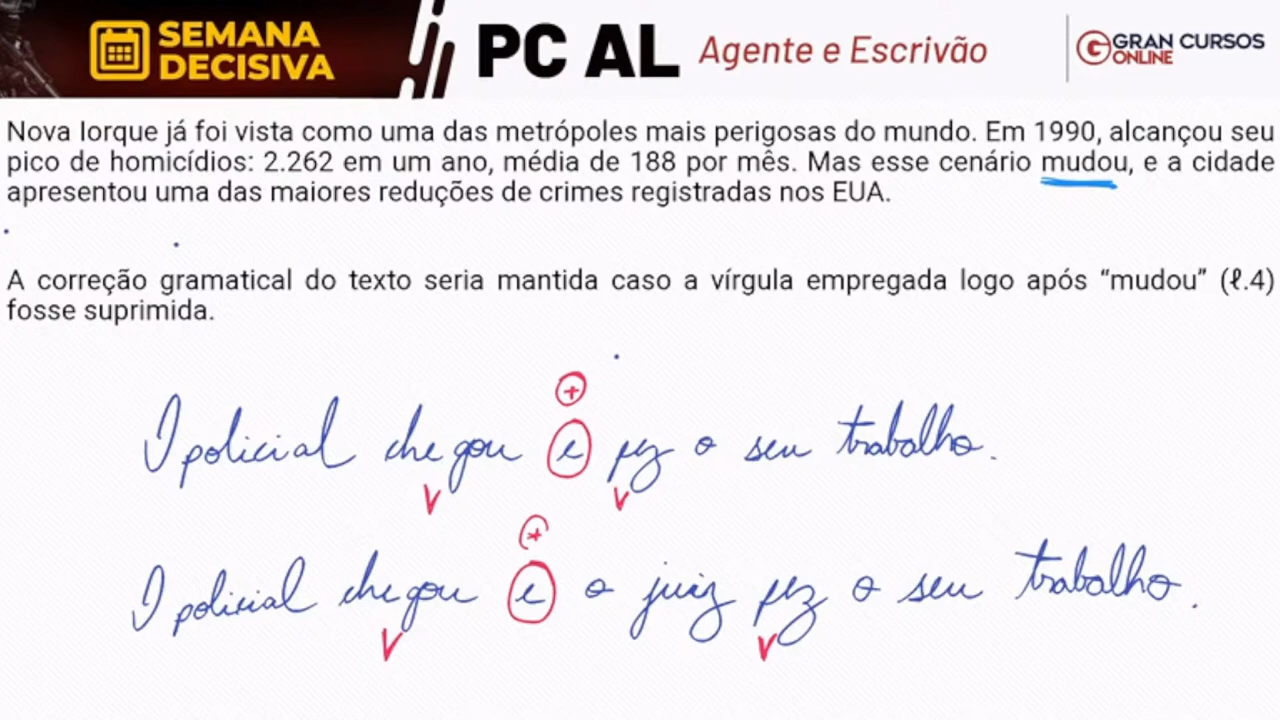 SEMANA
DECISIVA
PC AL Agente e Escrivão
GRAN CURSOS
ONLINE
Nova Iorque já foi vista como uma das metrópoles mais perigosas do mundo. Em 1990, alcançou seu
pico de homicídios: 2.262 em um ano, média de 188 por mês. Mas esse cenário mudou, e a cidade
apresentou uma das maiores reduções de crimes registradas nos EUA.
A correção gramatical do texto seria mantida caso a vírgula empregada logo após “mudou” (ℓ.4)
fosse suprimida.
+
O policial chegou e fez o seu trabalho.
V V
+
O policial chegou e o juiz fez o seu trabalho.
V V